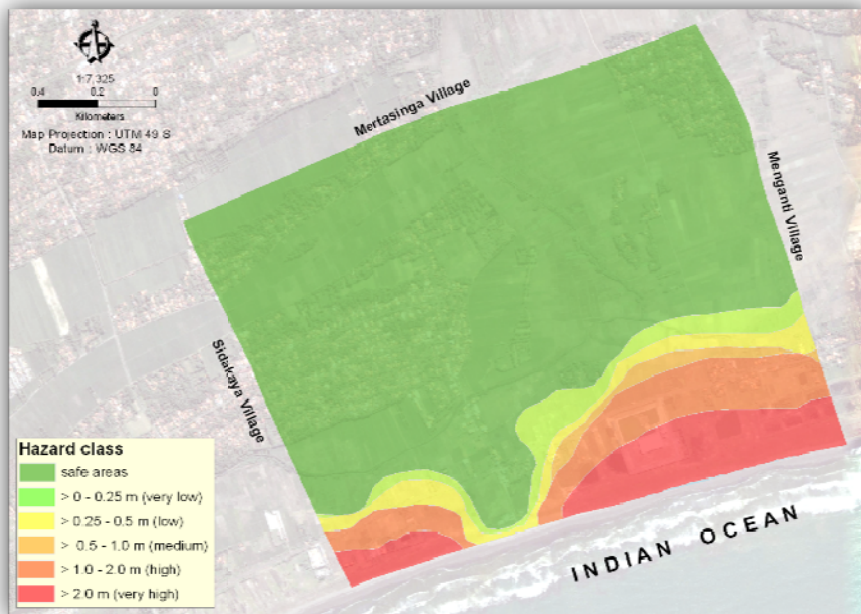 1:7,325
0.4 0.2 0
Kilometers
Map Projection : UTM 49 S
Datum : WGS 84
Mertasinga Village
Menganti Village
Sidakaya Village
Hazard class
safe areas
> 0 - 0.25 m (very low)
> 0.25 - 0.5 m (low)
> 0.5 - 1.0 m (medium)
> 1.0 - 2.0 m (high)
> 2.0 m (very high)
INDIAN OCEAN